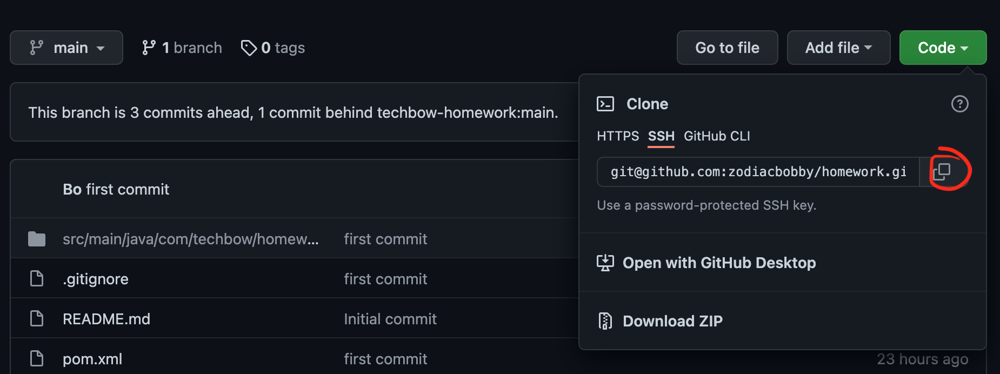 main 1 branch 0 tags Go to file Add file Code
This branch is 3 commits ahead, 1 commit behind techbow-homework:main.
Clone
HTTPS SSH GitHub CLI
git@github.com:zodiacbobby/homework.gi
Use a password-protected SSH key.
Open with GitHub Desktop
Download ZIP
Bo first commit
src/main/java/com/techbow/homew... first commit
.gitignore first commit
README.md Initial commit
pom.xml first commit 23 hours ago